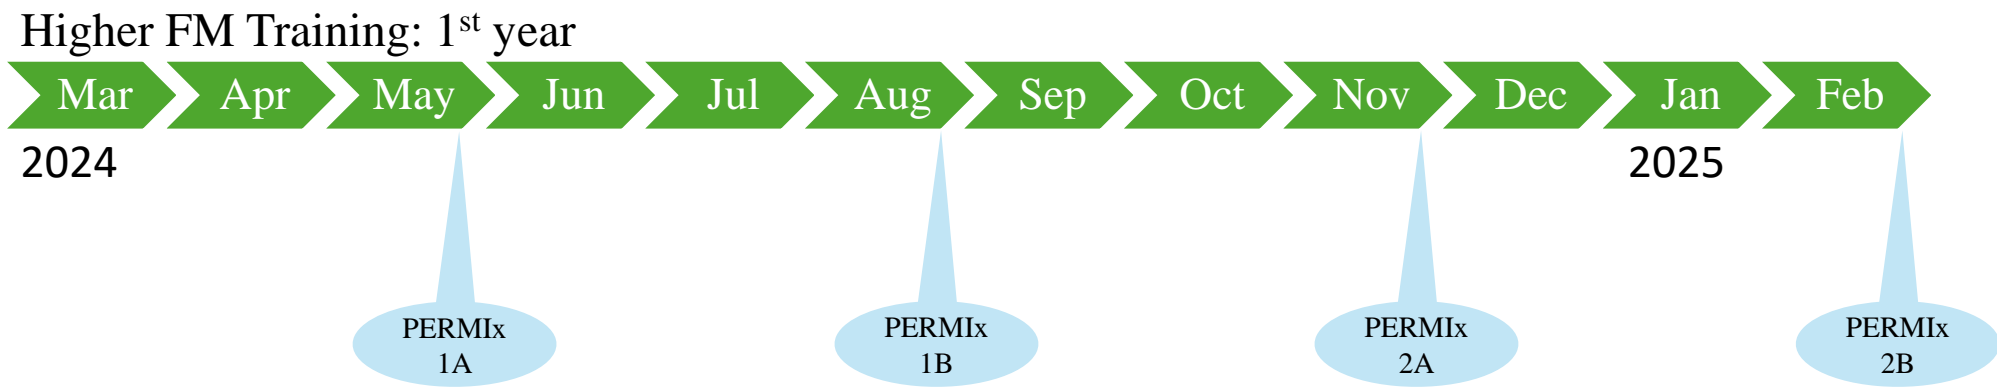 Higher FM Training: 1st year
Mar Apr May Jun Jul Aug Sep Oct Nov Dec Jan Feb
2024 2025
PERMIx 1A
PERMIx 1B
PERMIx 2A
PERMIx 2B